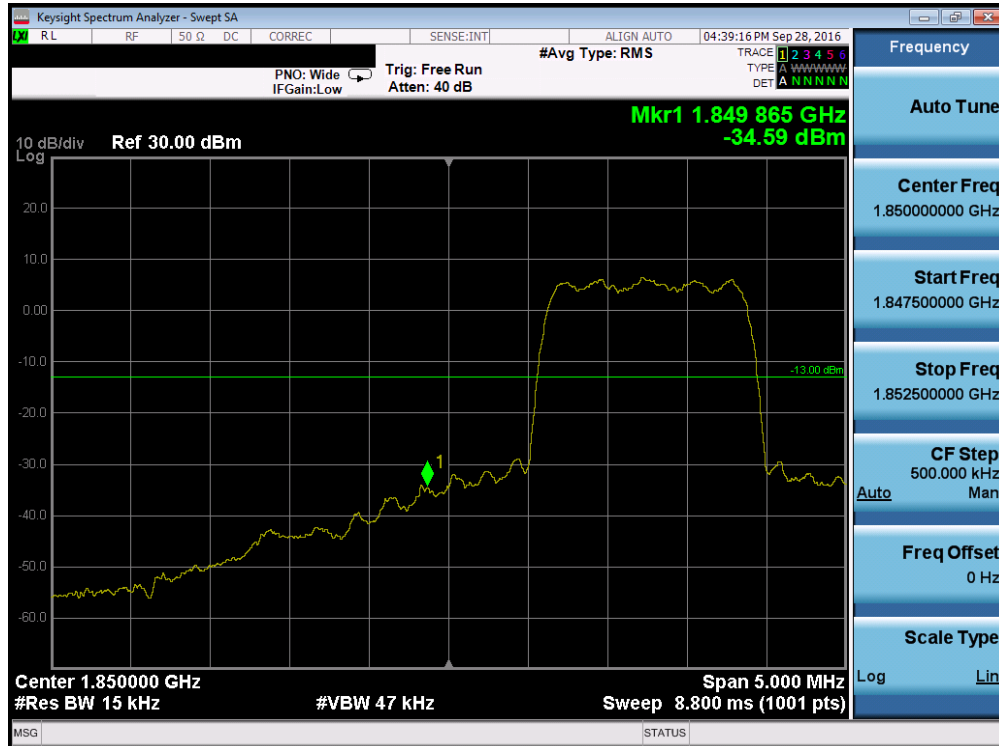 Keysight Spectrum Analyzer - Swept SA
LXI RL RF 50 Ω DC CORREC SENSE:INT ALIGN AUTO 04:39:16 PM Sep 28, 2016
Frequency
PNO: Wide
IFGain:Low
Trig: Free Run
Atten: 40 dB
#Avg Type: RMS
TRACE 1 2 3 4 5 6
TYPE A WWWWW
DET A N N N N N
Mkr1 1.849 865 GHz
-34.59 dBm
10 dB/div
Log
Ref 30.00 dBm
20.0
10.0
0.00
-10.0
-20.0
-30.0
-40.0
-50.0
-60.0
-13.00 dBm
1
Center 1.850000 GHz
Span 5.000 MHz
#Res BW 15 kHz
#VBW 47 kHz
Sweep 8.800 ms (1001 pts)
Auto Tune
Center Freq
1.850000000 GHz
Start Freq
1.847500000 GHz
Stop Freq
1.852500000 GHz
CF Step
500.000 kHz
Auto Man
Freq Offset
0 Hz
Scale Type
Log Lin
MSG
STATUS